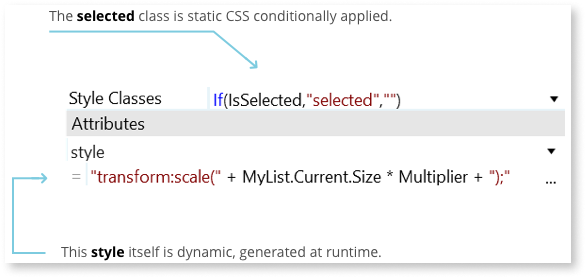 The selected class is static CSS conditionally applied.
Style Classes If(IsSelected,"selected","")
Attributes
style
= "transform:scale(" + MyList.Current.Size * Multiplier + ");" ...
This style itself is dynamic, generated at runtime.